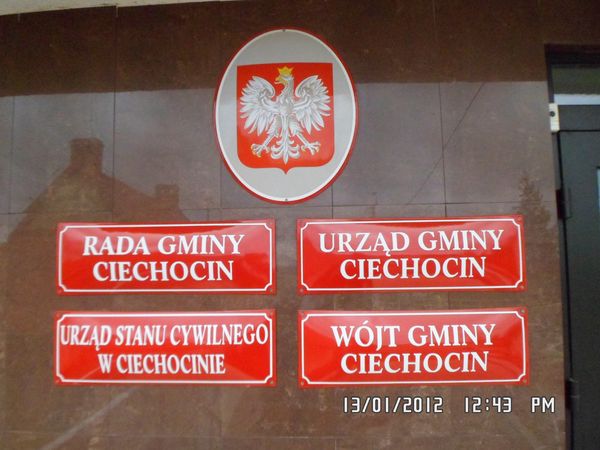 RADA GMINY
CIECHOCIN
URZĄD GMINY
CIECHOCIN
URZĄD STANU CYWILNEGO
W CIECHOCINIE
WÓJT GMINY
CIECHOCIN
13/01/2012 12:43 PM